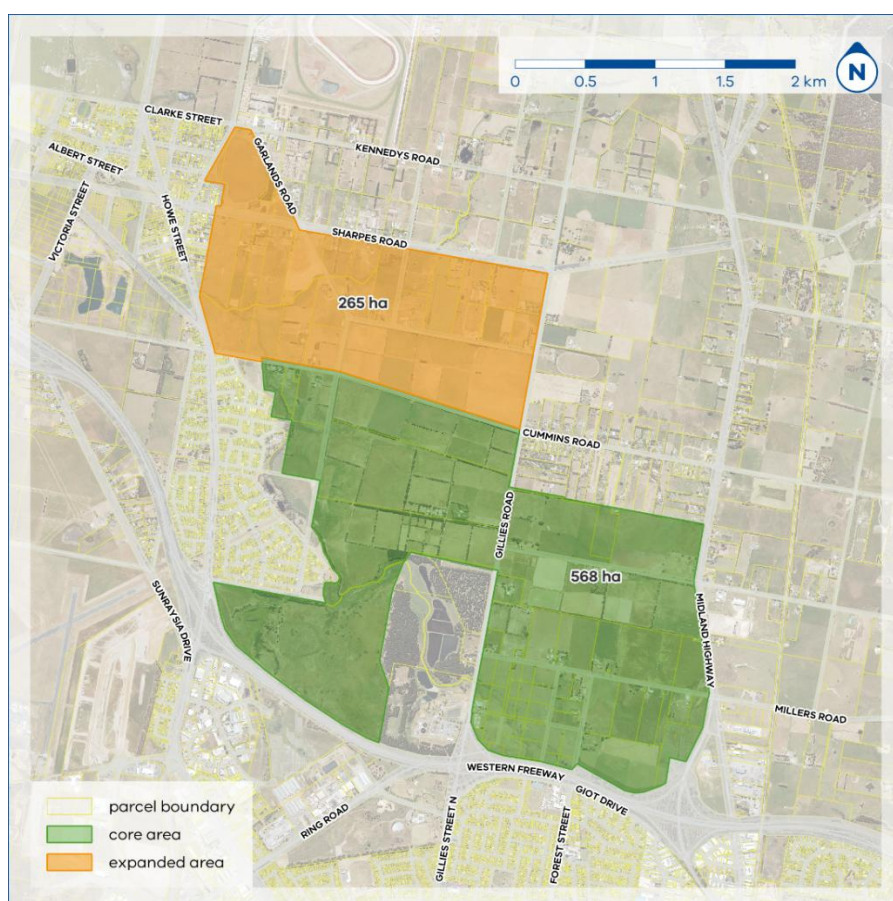 0 0.5 1 1.5 2 km
N
CLARKE STREET
KENNEDYS ROAD
ALBERT STREET
GARLANDS ROAD
VICTORIA STREET
HOWE STREET
SHARPES ROAD
265 ha
CUMMINS ROAD
GILLIES ROAD
568 ha
SUNRAYSIA DRIVE
MIDLAND HIGHWAY
MILLERS ROAD
WESTERN FREEWAY
GIOT DRIVE
RING ROAD
GILLIES STREET N
FOREST STREET
parcel boundary
core area
expanded area